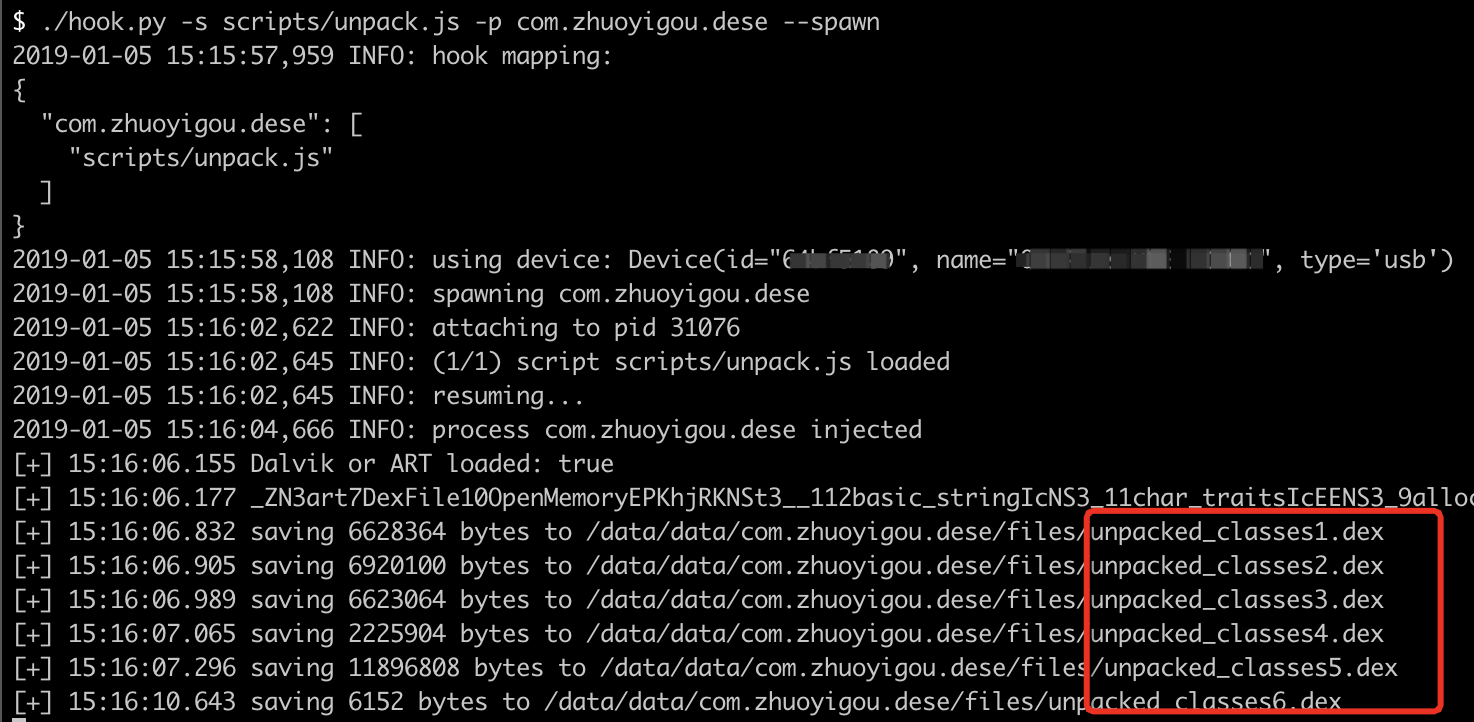 $ ./hook.py -s scripts/unpack.js -p com.zhuoyigou.dese --spawn
2019-01-05 15:15:57,959 INFO: hook mapping:
{
  "com.zhuoyigou.dese": [
    "scripts/unpack.js"
  ]
}
2019-01-05 15:15:58,108 INFO: using device: Device(id="", name="", type='usb')
2019-01-05 15:15:58,108 INFO: spawning com.zhuoyigou.dese
2019-01-05 15:16:02,622 INFO: attaching to pid 31076
2019-01-05 15:16:02,645 INFO: (1/1) script scripts/unpack.js loaded
2019-01-05 15:16:02,645 INFO: resuming...
2019-01-05 15:16:04,666 INFO: process com.zhuoyigou.dese injected
[+] 15:16:06.155 Dalvik or ART loaded: true
[+] 15:16:06.177 _ZN3art7DexFile10OpenMemoryEPKhjRKNSt3__112basic_stringIcNS3_11char_traitsIcEENS3_9alloc
[+] 15:16:06.832 saving 6628364 bytes to /data/data/com.zhuoyigou.dese/files/unpacked_classes1.dex
[+] 15:16:06.905 saving 6920100 bytes to /data/data/com.zhuoyigou.dese/files/unpacked_classes2.dex
[+] 15:16:06.989 saving 6623064 bytes to /data/data/com.zhuoyigou.dese/files/unpacked_classes3.dex
[+] 15:16:07.065 saving 2225904 bytes to /data/data/com.zhuoyigou.dese/files/unpacked_classes4.dex
[+] 15:16:07.296 saving 11896808 bytes to /data/data/com.zhuoyigou.dese/files/unpacked_classes5.dex
[+] 15:16:10.643 saving 6152 bytes to /data/data/com.zhuoyigou.dese/files/unpacked_classes6.dex